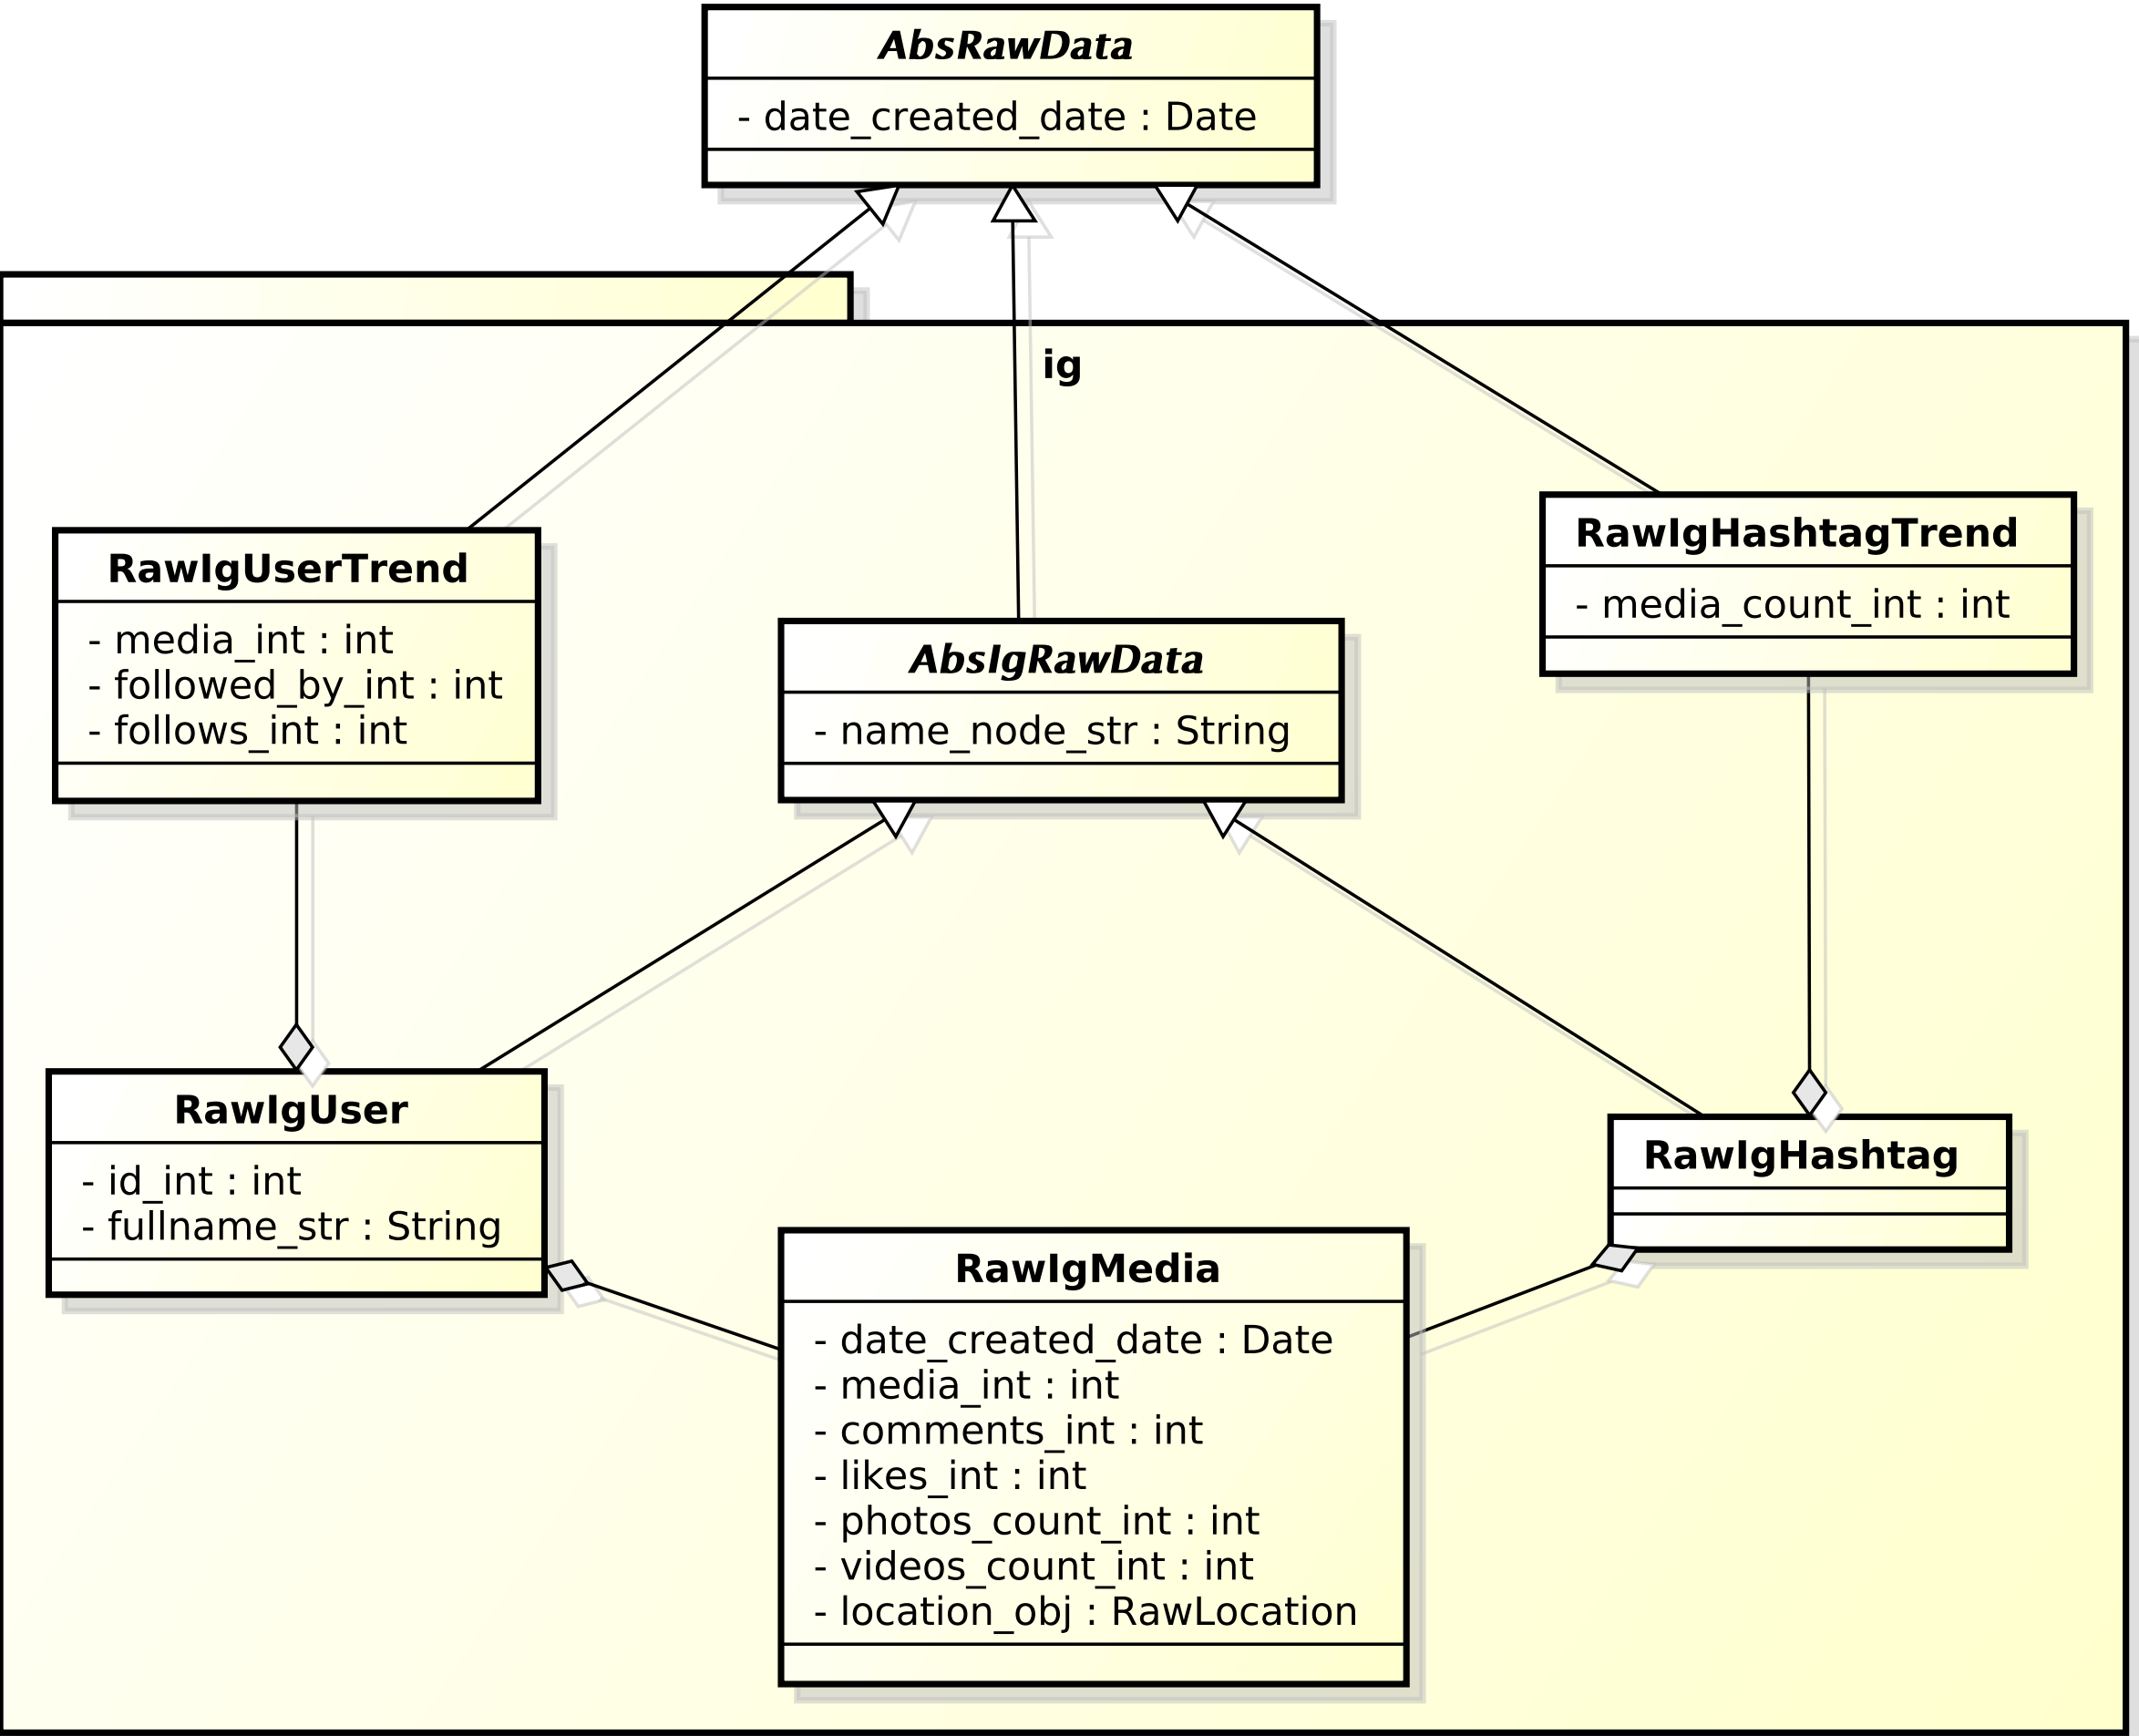 AbsRawData
- date_created_date : Date
ig
RawIgUserTrend
- media_int : int
- followed_by_int : int
- follows_int : int
AbsIgRawData
- name_node_str : String
RawIgHashtagTrend
- media_count_int : int
RawIgUser
- id_int : int
- fullname_str : String
RawIgHashtag
RawIgMedia
- date_created_date : Date
- media_int : int
- comments_int : int
- likes_int : int
- photos_count_int : int
- videos_count_int : int
- location_obj : RawLocation